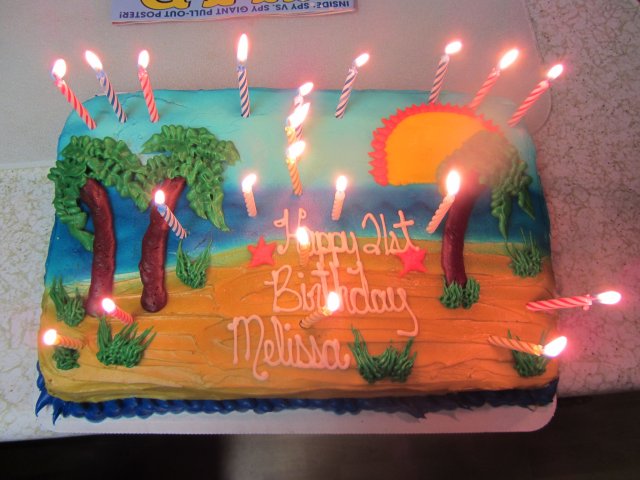 INSIDE: SPY VS. SPY GIANT PULL-OUT POSTER!
Happy 21st
Birthday
Melissa